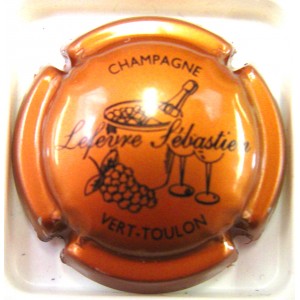 CHAMPAGNE
Lefèvre Sébastien
VERT-TOULON